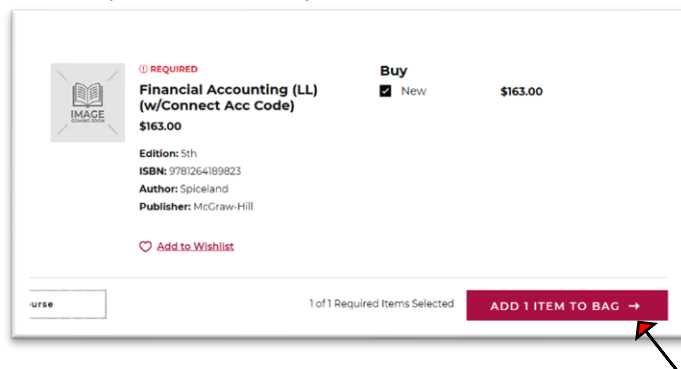 REQUIRED
Financial Accounting (LL)
(w/Connect Acc Code)
$163.00
Edition: 5th
ISBN: 9781264189823
Author: Spiceland
Publisher: McGraw-Hill
Add to Wishlist
IMAGE
COMING SOON
Buy
New $163.00
urse
1 of 1 Required Items Selected
ADD 1 ITEM TO BAG →